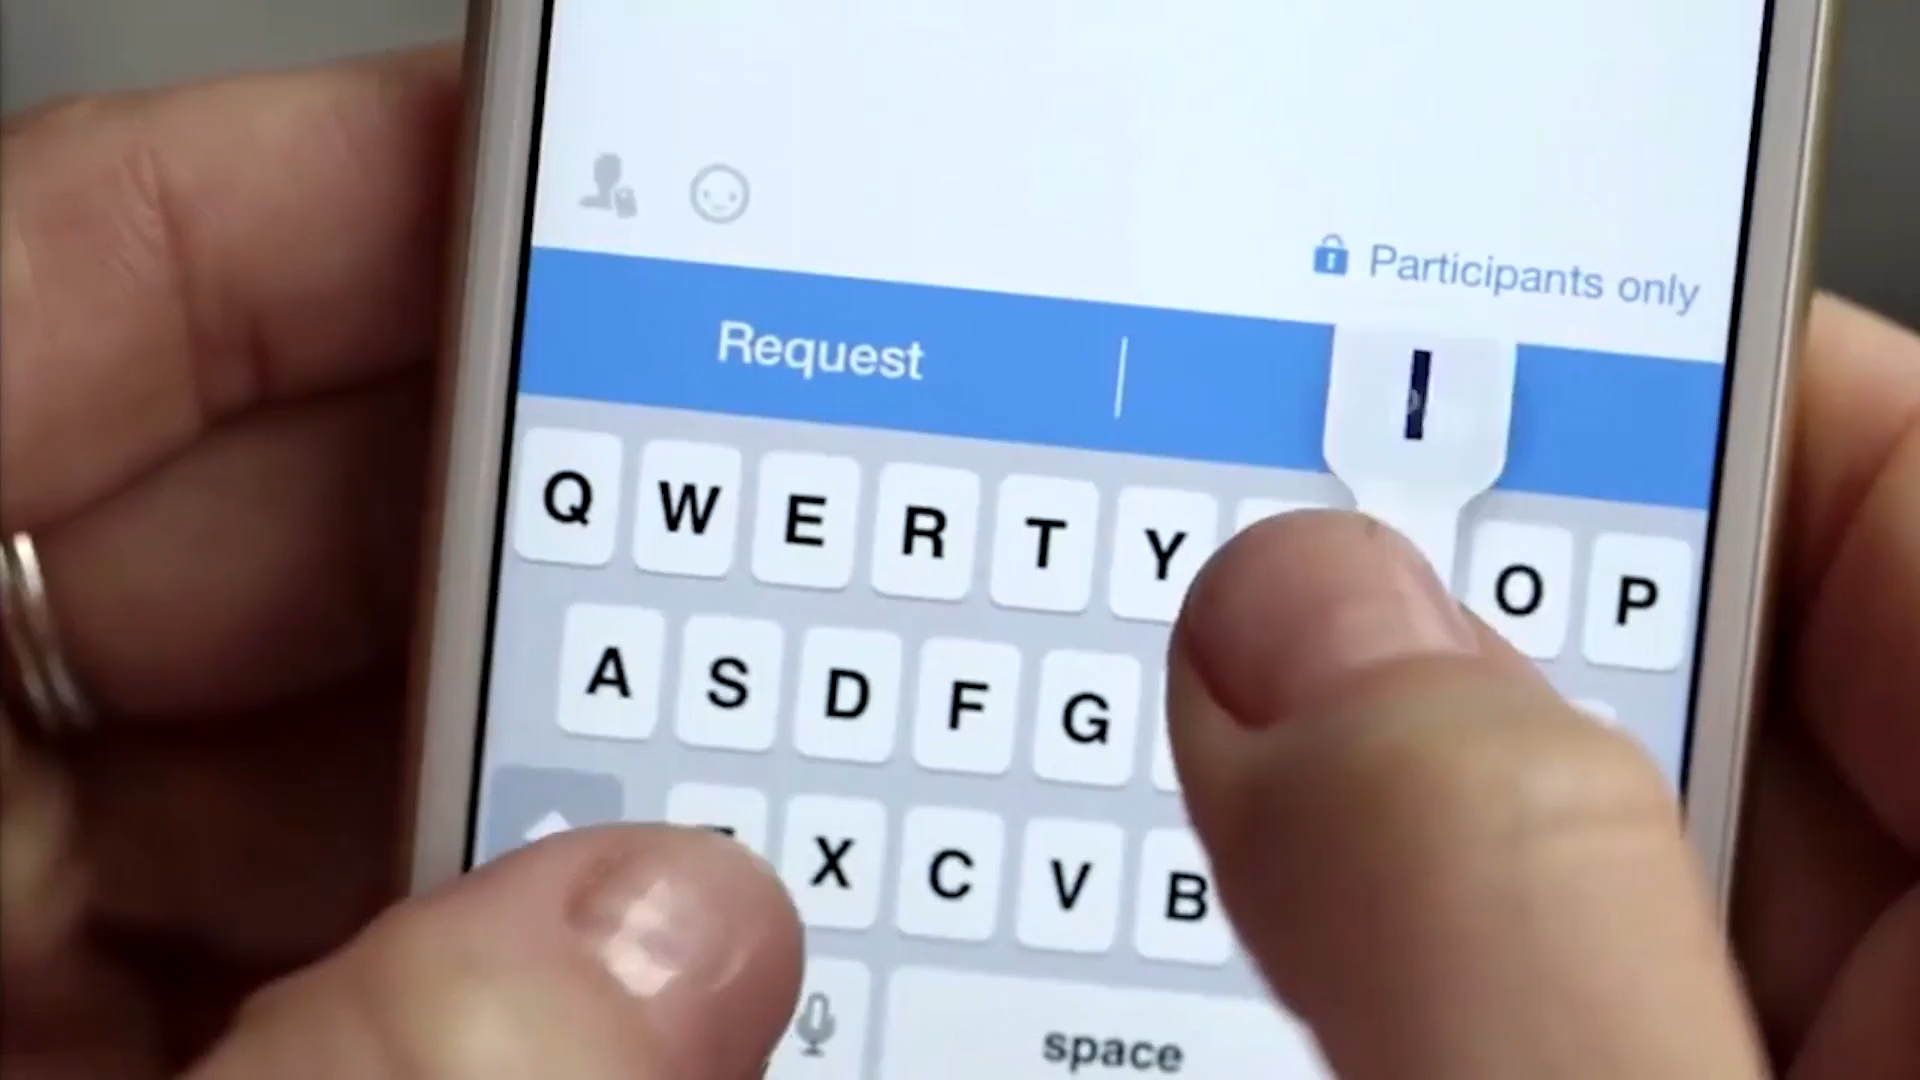 Participants only
Request
I
Q W E R T Y O P
A S D F G
X C V B
space